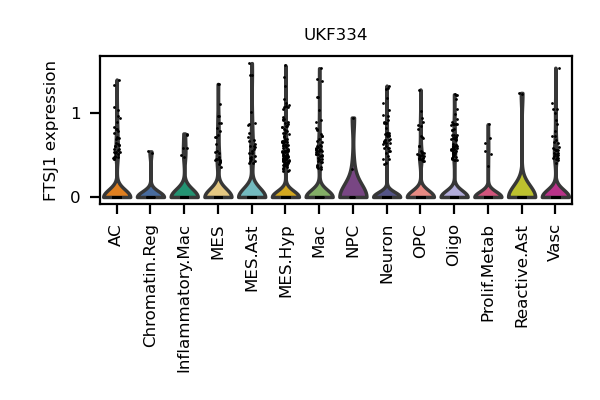 UKF334
FTSJ1 expression
1
0
AC
Chromatin.Reg
Inflammatory.Mac
MES
MES.Ast
MES.Hyp
Mac
NPC
Neuron
OPC
Oligo
Prolif.Metab
Reactive.Ast
Vasc